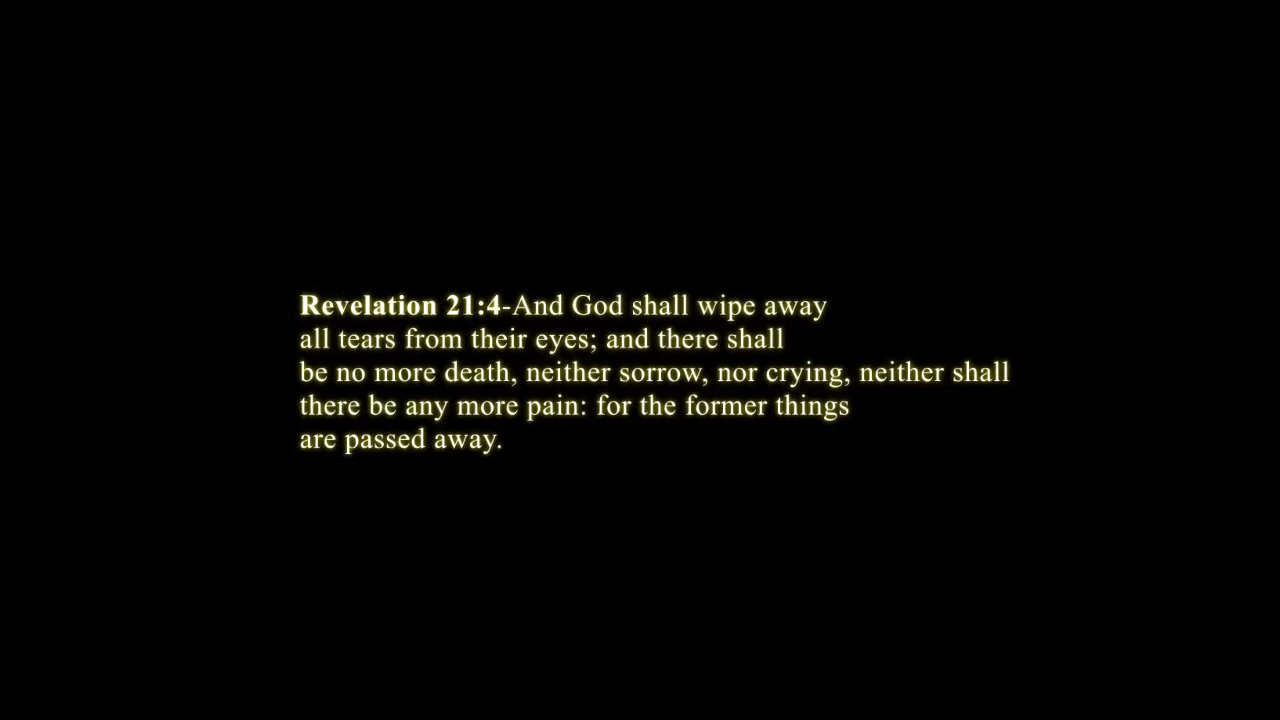 Revelation 21:4-And God shall wipe away
all tears from their eyes; and there shall
be no more death, neither sorrow, nor crying, neither shall
there be any more pain: for the former things
are passed away.